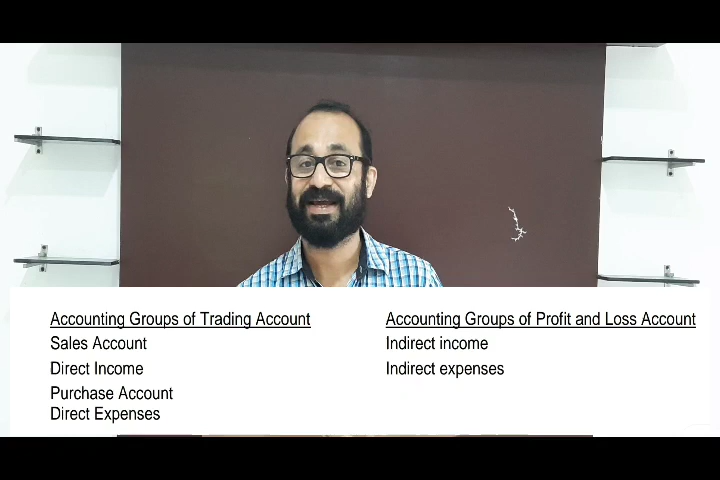 Accounting Groups of Trading Account
Sales Account
Direct Income
Purchase Account
Direct Expenses
Accounting Groups of Profit and Loss Account
Indirect income
Indirect expenses